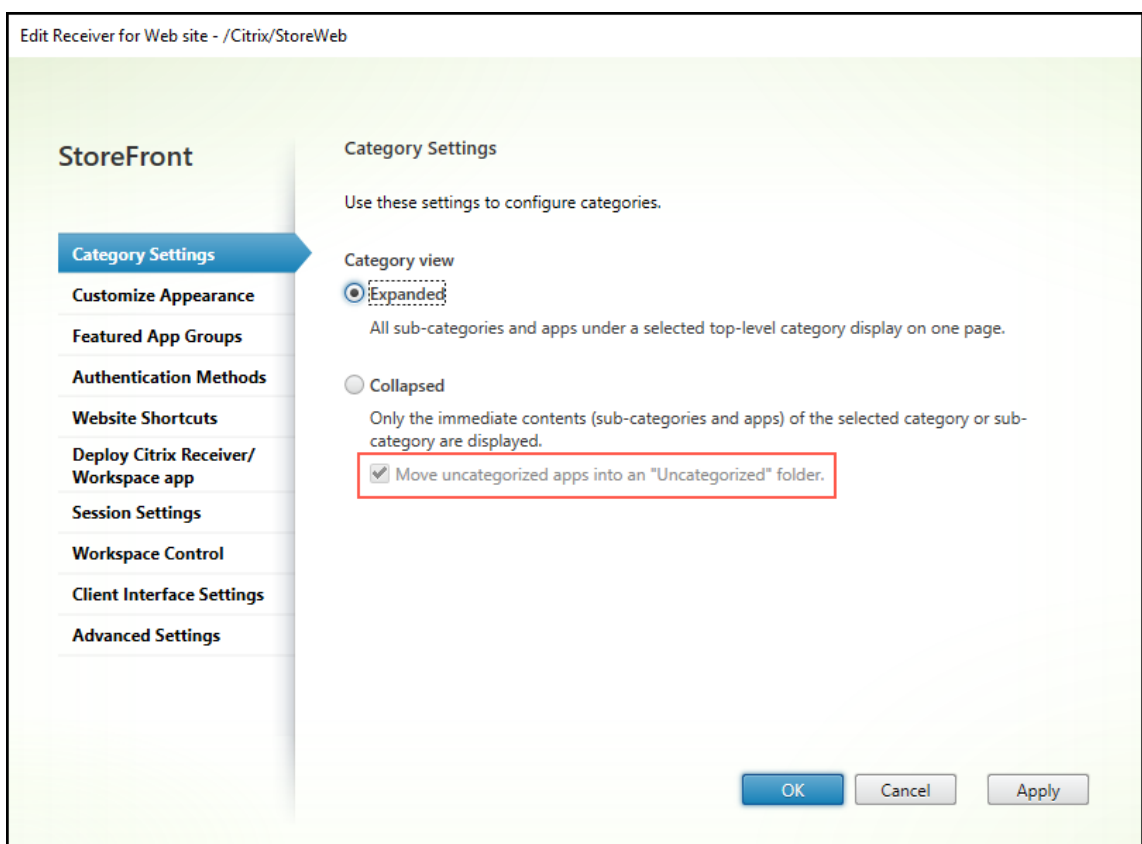 Edit Receiver for Web site - /Citrix/StoreWeb
StoreFront
Category Settings
Customize Appearance
Featured App Groups
Authentication Methods
Website Shortcuts
Deploy Citrix Receiver/
Workspace app
Session Settings
Workspace Control
Client Interface Settings
Advanced Settings
Category Settings
Use these settings to configure categories.
Category view
Expanded
All sub-categories and apps under a selected top-level category display on one page.
Collapsed
Only the immediate contents (sub-categories and apps) of the selected category or sub-
category are displayed.
Move uncategorized apps into an "Uncategorized" folder.
OK
Cancel
Apply